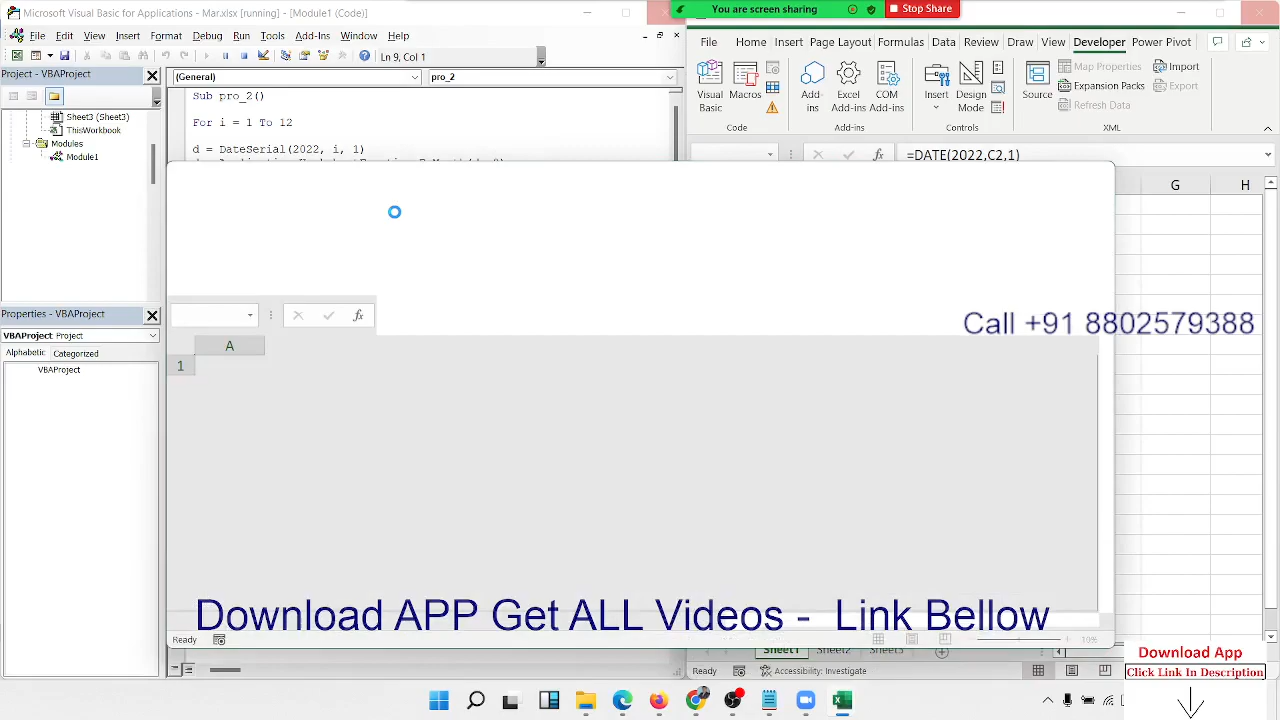 Microsoft Visual Basic for Applications - Mar.xlsx [running] - [Module1 (Code)]
You are screen sharing
Stop Share
File Edit View Insert Format Debug Run Tools Add-Ins Window Help
Ln 9, Col 1
File Home Insert Page Layout Formulas Data Review Draw View Developer Power Pivot
Project - VBAProject
(General)
pro_2
Sheet3 (Sheet3)
ThisWorkbook
Modules
Module1
Sub pro_2()
For i = 1 To 12
d = DateSerial(2022, i, 1)
Visual Basic
Macros
Code
Add-ins
Excel Add-ins
COM Add-ins
Add-ins
Insert
Design Mode
Controls
Source
Map Properties
Expansion Packs
Refresh Data
Import
Export
XML
fx
=DATE(2022,C2,1)
G H
Properties - VBAProject
VBAProject Project
Alphabetic Categorized
VBAProject
fx
A
1
Call +91 8802579388
Download APP Get ALL Videos - Link Bellow
Ready
10%
Sheet1 Sheet2 Sheet3
Ready
Accessibility: Investigate
Download App
Click Link In Description